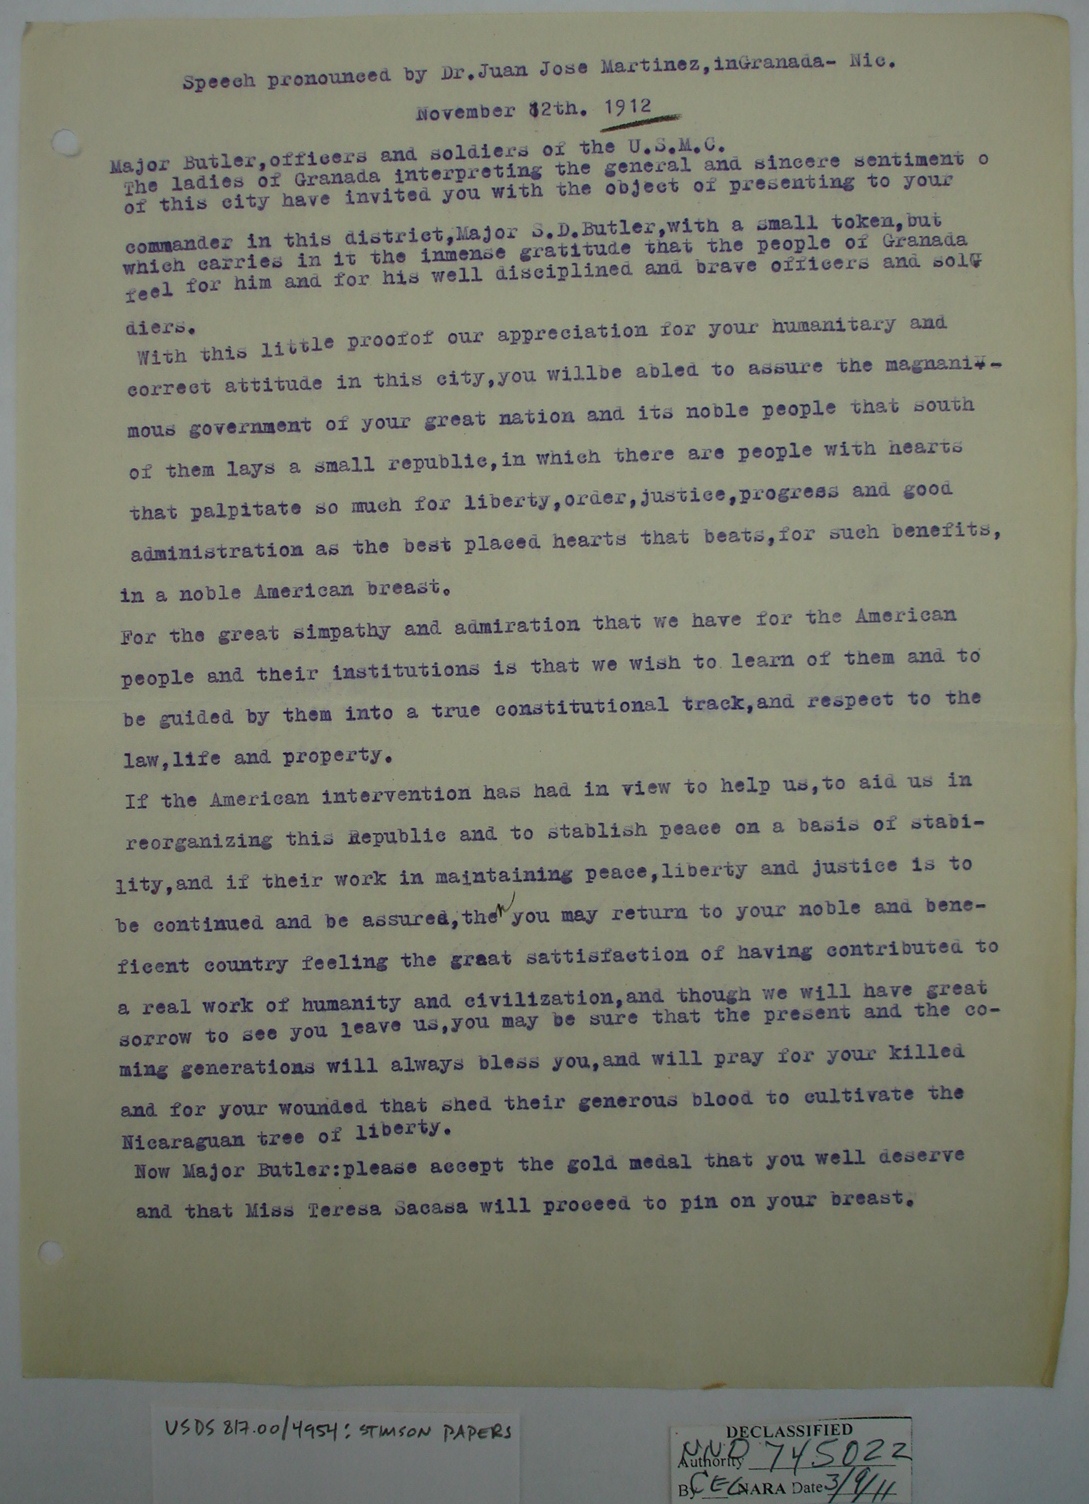 Speech pronounced by Dr.Juan Jose Martinez,inGranada- Nic.
November 12th. 1912
Major Butler,officers and soldiers of the U.S.M.C.
The ladies of Granada interpreting the general and sincere sentiment o
of this city have invited you with the object of presenting to your
commander in this district,Major S.D.Butler,with a small token,but
which carries in it the inmense gratitude that the people of Granada
feel for him and for his well disciplined and brave officers and sol
diers.
With this little proofof our appreciation for your humanitary and
correct attitude in this city,you willbe abled to assure the magnani-
mous government of your great nation and its noble people that south
of them lays a small republic,in which there are people with hearts
that palpitate so much for liberty,order,justice,progress and good
administration as the best placed hearts that beats,for such benefits,
in a noble American breast.
For the great simpathy and admiration that we have for the American
people and their institutions is that we wish to learn of them and to
be guided by them into a true constitutional track,and respect to the
law,life and property.
If the American intervention has had in view to help us,to aid us in
reorganizing this Republic and to stablish peace on a basis of stabi-
lity,and if their work in maintaining peace,liberty and justice is to
be continued and be assured,then you may return to your noble and bene-
ficent country feeling the great sattisfaction of having contributed to
a real work of humanity and civilization,and though we will have great
sorrow to see you leave us,you may be sure that the present and the co-
ming generations will always bless you,and will pray for your killed
and for your wounded that shed their generous blood to cultivate the
Nicaraguan tree of liberty.
Now Major Butler:please accept the gold medal that you well deserve
and that Miss Teresa Sacasa will proceed to pin on your breast.
USDS 817.00/4954: STIMSON PAPERS
DECLASSIFIED
Authority NND 745022
By CEG NARA Date 3/9/11